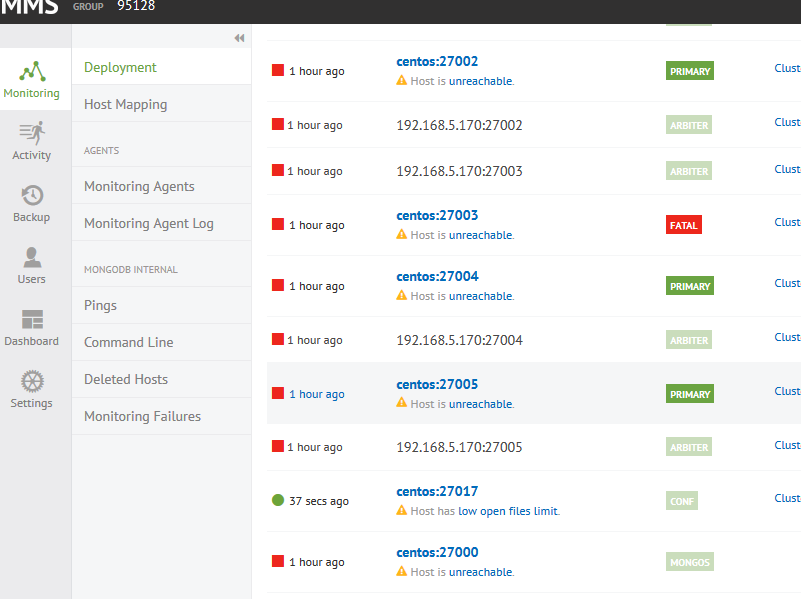 MMS GROUP 95128
Monitoring
Activity
Backup
Users
Dashboard
Settings
Deployment
Host Mapping
AGENTS
Monitoring Agents
Monitoring Agent Log
MONGODB INTERNAL
Pings
Command Line
Deleted Hosts
Monitoring Failures
1 hour ago centos:27002 PRIMARY Clust
Host is unreachable.
1 hour ago 192.168.5.170:27002 ARBITER Clust
1 hour ago 192.168.5.170:27003 ARBITER Clust
1 hour ago centos:27003 FATAL Clust
Host is unreachable.
1 hour ago centos:27004 PRIMARY Clust
Host is unreachable.
1 hour ago 192.168.5.170:27004 ARBITER Clust
1 hour ago centos:27005 PRIMARY Clust
Host is unreachable.
1 hour ago 192.168.5.170:27005 ARBITER Clust
37 secs ago centos:27017 CONF Clust
Host has low open files limit.
1 hour ago centos:27000 MONGOS
Host is unreachable.